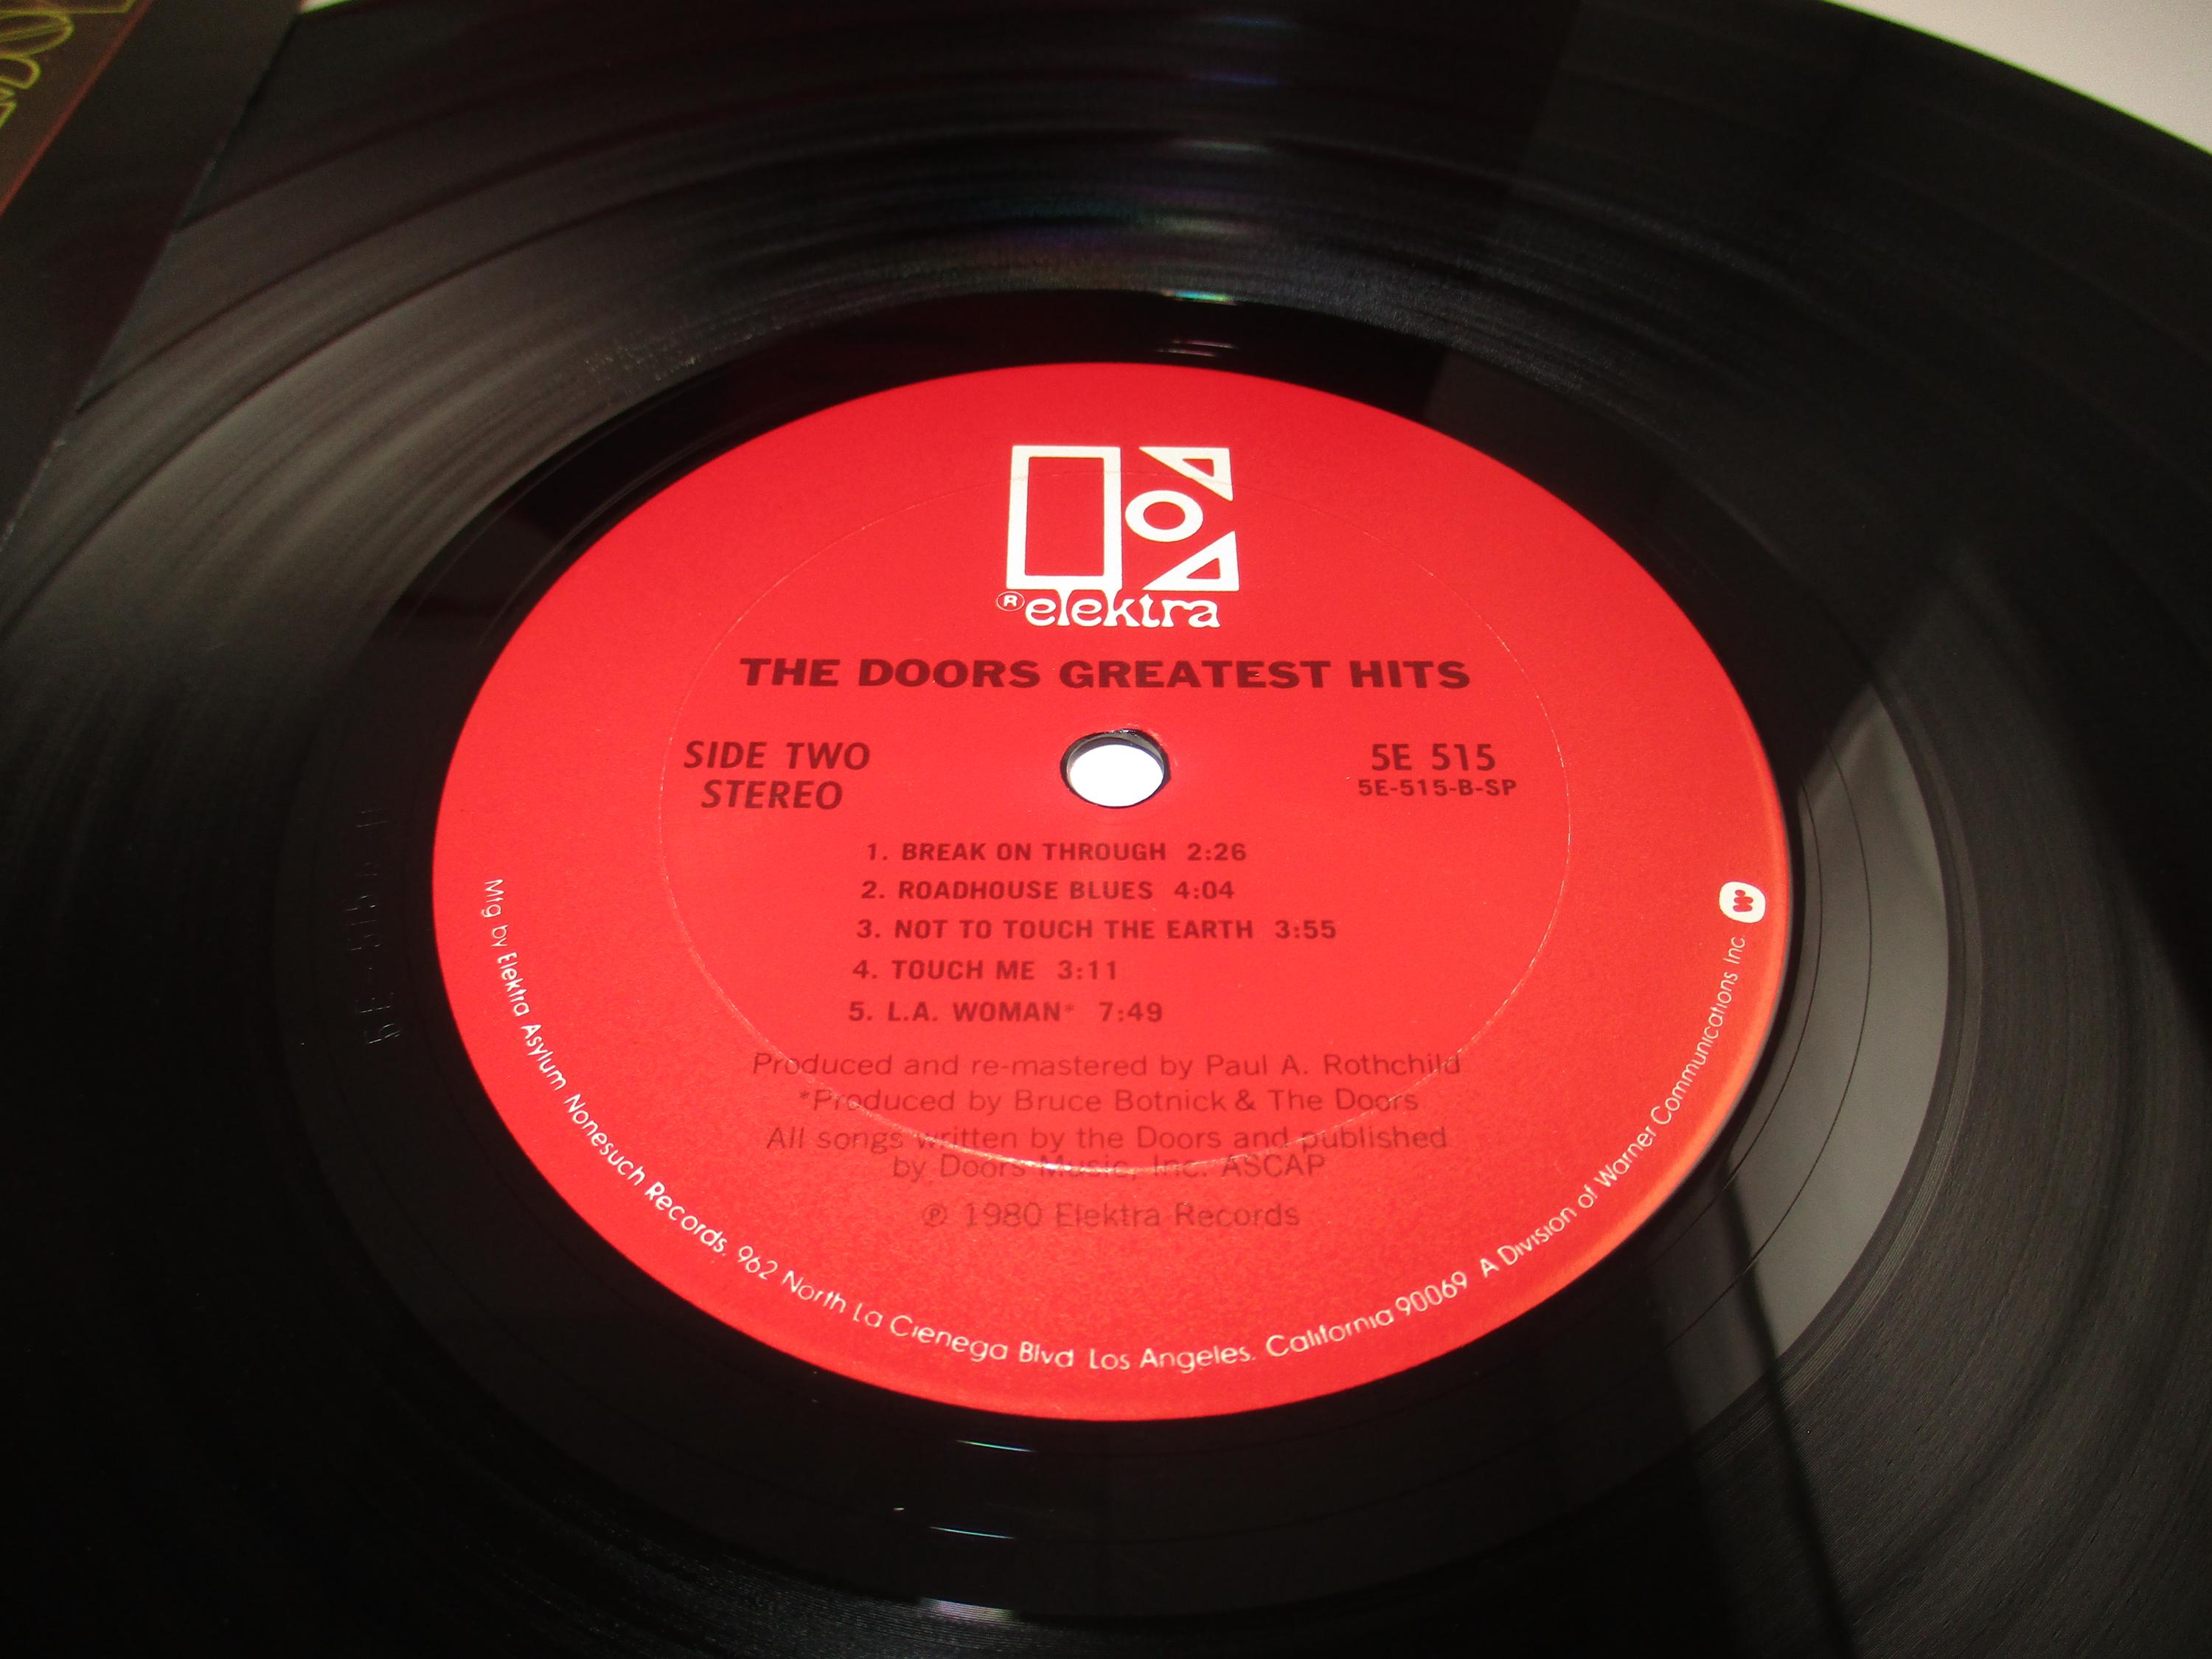 ® elektra
THE DOORS GREATEST HITS
SIDE TWO
STEREO
5E 515
5E-515-B-SP
1. BREAK ON THROUGH 2:26
2. ROADHOUSE BLUES 4:04
3. NOT TO TOUCH THE EARTH 3:55
4. TOUCH ME 3:11
5. L.A. WOMAN* 7:49
Produced and re-mastered by Paul A. Rothchild
*Produced by Bruce Botnick & The Doors
All songs written by the Doors and published
by Doors Music, Inc. ASCAP
℗ 1980 Elektra Records
Mfg by Elektra Asylum Nonesuch Records. 962 North La Cienega Blvd Los Angeles. California 90069 A Division of Warner Communications Inc